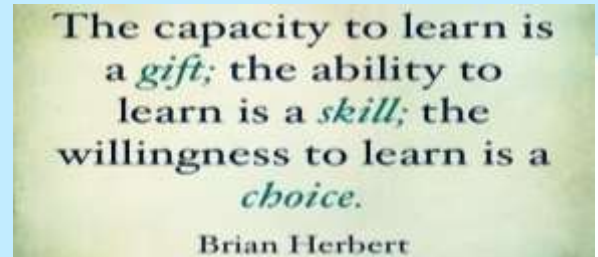 The capacity to learn is
a gift; the ability to
learn is a skill; the
willingness to learn is a
choice.
Brian Herbert